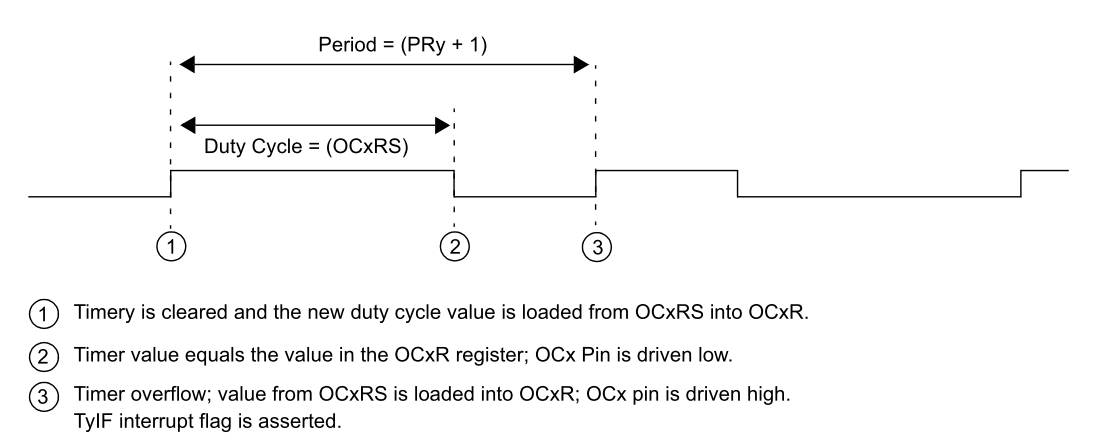 Period = (PRy + 1)
Duty Cycle = (OCxRS)
1 2 3
1 Timery is cleared and the new duty cycle value is loaded from OCxRS into OCxR.
2 Timer value equals the value in the OCxR register; OCx Pin is driven low.
3 Timer overflow; value from OCxRS is loaded into OCxR; OCx pin is driven high.
TyIF interrupt flag is asserted.